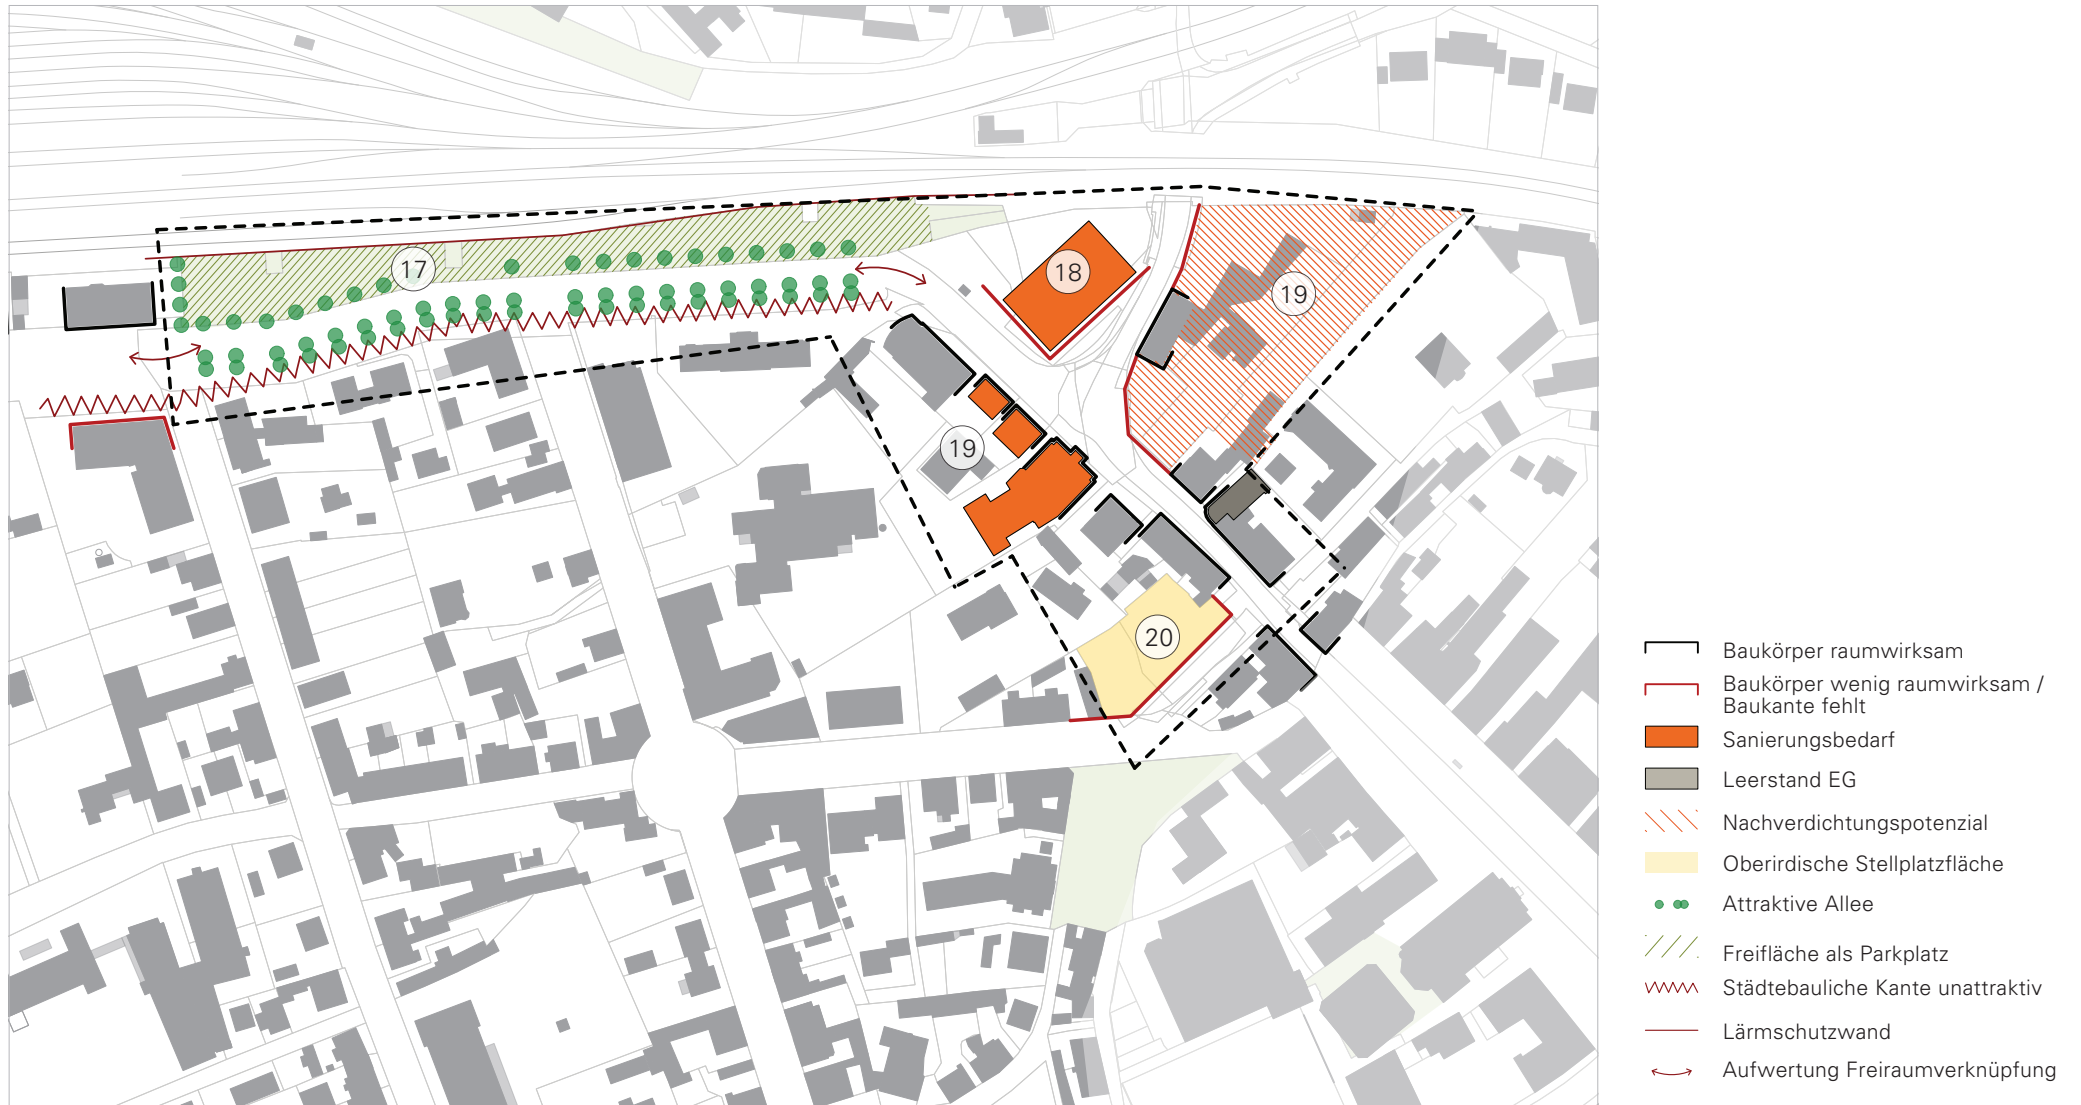 17
18
19
19
20
Baukörper raumwirksam
Baukörper wenig raumwirksam /
Baukante fehlt
Sanierungsbedarf
Leerstand EG
Nachverdichtungspotenzial
Oberirdische Stellplatzfläche
Attraktive Allee
Freifläche als Parkplatz
Städtebauliche Kante unattraktiv
Lärmschutzwand
Aufwertung Freiraumverknüpfung